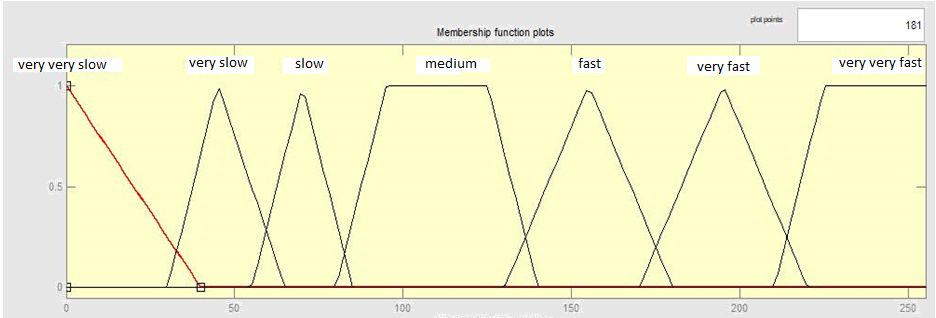 plot points
181
Membership function plots
very very slow
very slow
slow
medium
fast
very fast
very very fast
1
0.5
0
0
50
100
150
200
250